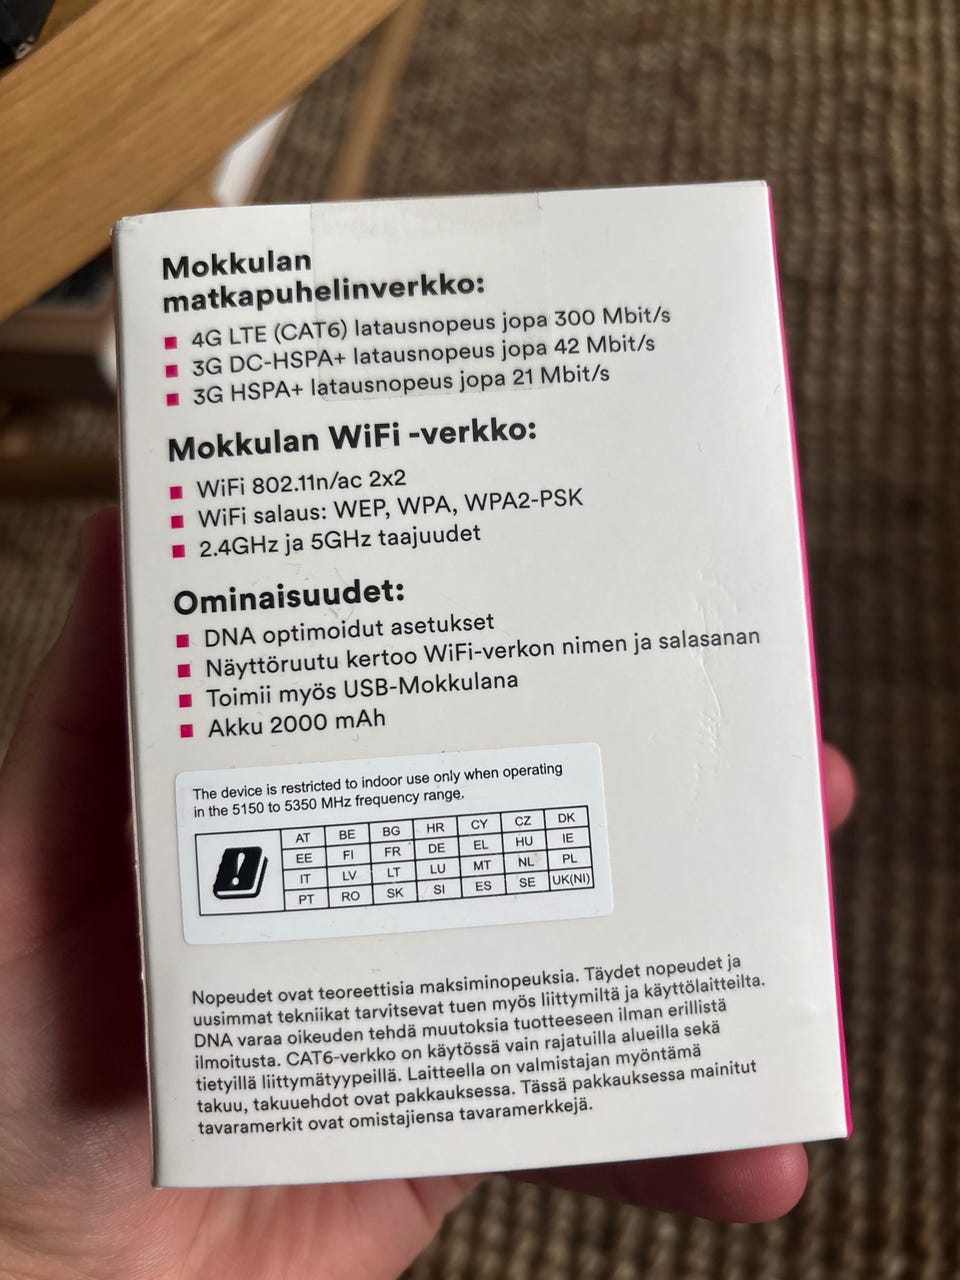 Mokkulan
matkapuhelinverkko:
4G LTE (CAT6) latausnopeus jopa 300 Mbit/s
3G DC-HSPA+ latausnopeus jopa 42 Mbit/s
3G HSPA+ latausnopeus jopa 21 Mbit/s
Mokkulan WiFi -verkko:
WiFi 802.11n/ac 2x2
WiFi salaus: WEP, WPA, WPA2-PSK
2.4GHz ja 5GHz taajuudet
Ominaisuudet:
DNA optimoidut asetukset
Näyttöruutu kertoo WiFi-verkon nimen ja salasanan
Toimii myös USB-Mokkulana
Akku 2000 mAh
The device is restricted to indoor use only when operating
in the 5150 to 5350 MHz frequency range.
AT BE BG HR CY CZ DK
EE FI FR DE EL HU IE
IT LV LT LU MT NL PL
PT RO SK SI ES SE UK(NI)
Nopeudet ovat teoreettisia maksiminopeuksia. Täydet nopeudet ja
uusimmat tekniikat tarvitsevat tuen myös liittymiltä ja käyttölaitteilta.
DNA varaa oikeuden tehdä muutoksia tuotteeseen ilman erillistä
ilmoitusta. CAT6-verkko on käytössä vain rajatuilla alueilla sekä
tietyillä liittymätyypeillä. Laitteella on valmistajan myöntämä
takuu, takuuehdot ovat pakkauksessa. Tässä pakkauksessa mainitut
tavaramerkit ovat omistajiensa tavaramerkkejä.